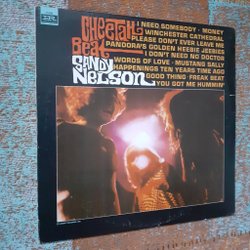 Cheetah
Beat
SANDY
NELSON
I NEED SOMEBODY · MONEY
WINCHESTER CATHEDRAL
PLEASE DON'T EVER LEAVE ME
PANDORA'S GOLDEN HEEBIE JEEBIES
I DON'T NEED NO DOCTOR
WORDS OF LOVE · MUSTANG SALLY
HAPPENINGS TEN YEARS TIME AGO
GOOD THING · FREAK BEAT
YOU GOT ME HUMMIN'